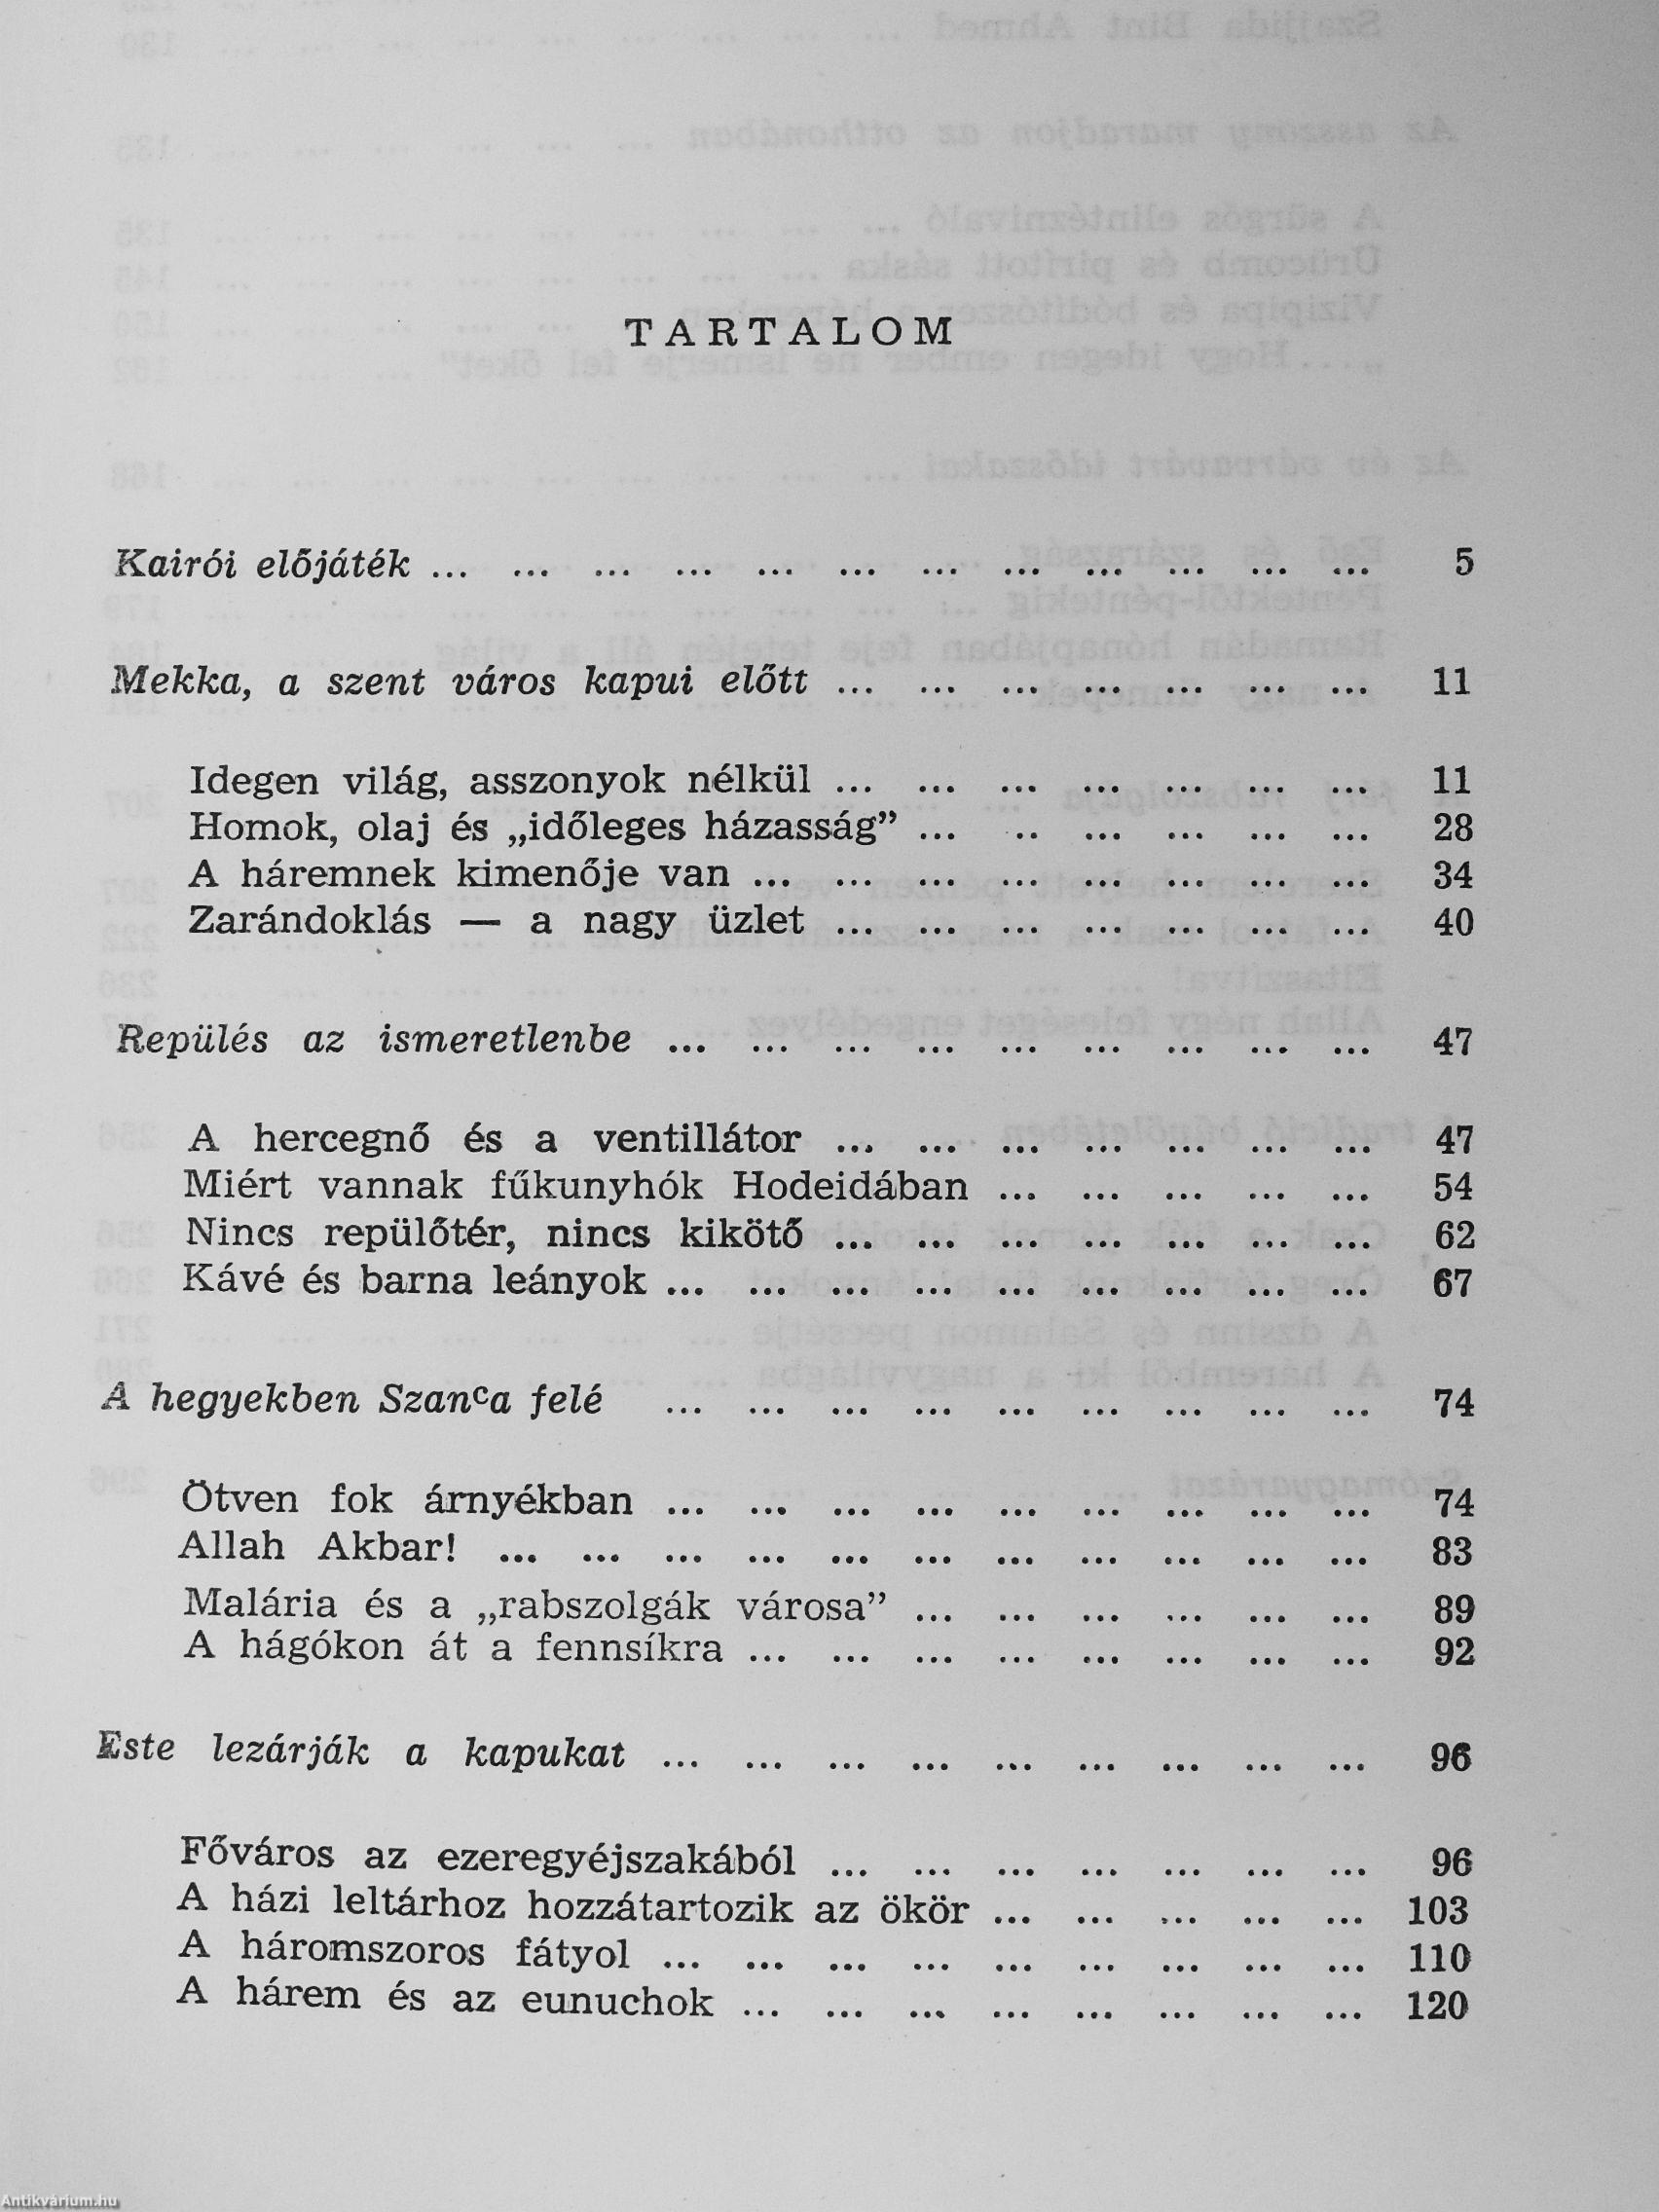 TARTALOM
Kairói előjáték ... ... ... ... ... ... ... ... ... ... ... ... 5
Mekka, a szent város kapui előtt ... ... ... ... ... ... ... 11
Idegen világ, asszonyok nélkül ... ... ... ... ... ... ... 11
Homok, olaj és „időleges házasság” ... .. ... ... ... ... 28
A háremnek kimenője van ... ... ... ... ... ... ... ... 34
Zarándoklás — a nagy üzlet ... ... ... ... ... ... ... 40
Repülés az ismeretlenbe ... ... ... ... ... ... ... ... ... 47
A hercegnő és a ventillátor ... ... ... ... ... ... ... 47
Miért vannak fűkunyhók Hodeidában ... ... ... ... ... 54
Nincs repülőtér, nincs kikötő ... ... ... ... ... ... ... 62
Kávé és barna leányok ... ... ... ... ... ... ... ... ... 67
A hegyekben Szanᶜa felé ... ... ... ... ... ... ... ... ... 74
Ötven fok árnyékban ... ... ... ... ... ... ... ... ... 74
Allah Akbar! ... ... ... ... ... ... ... ... ... ... ... 83
Malária és a „rabszolgák városa” ... ... ... ... ... ... 89
A hágókon át a fennsíkra ... ... ... ... ... ... ... ... 92
Este lezárják a kapukat ... ... ... ... ... ... ... ... ... 96
Főváros az ezeregyéjszakából ... ... ... ... ... ... ... 96
A házi leltárhoz hozzátartozik az ökör ... ... ... ... ... 103
A háromszoros fátyol ... ... ... ... ... ... ... ... ... 110
A hárem és az eunuchok ... ... ... ... ... ... ... ... 120
Antikvárium.hu